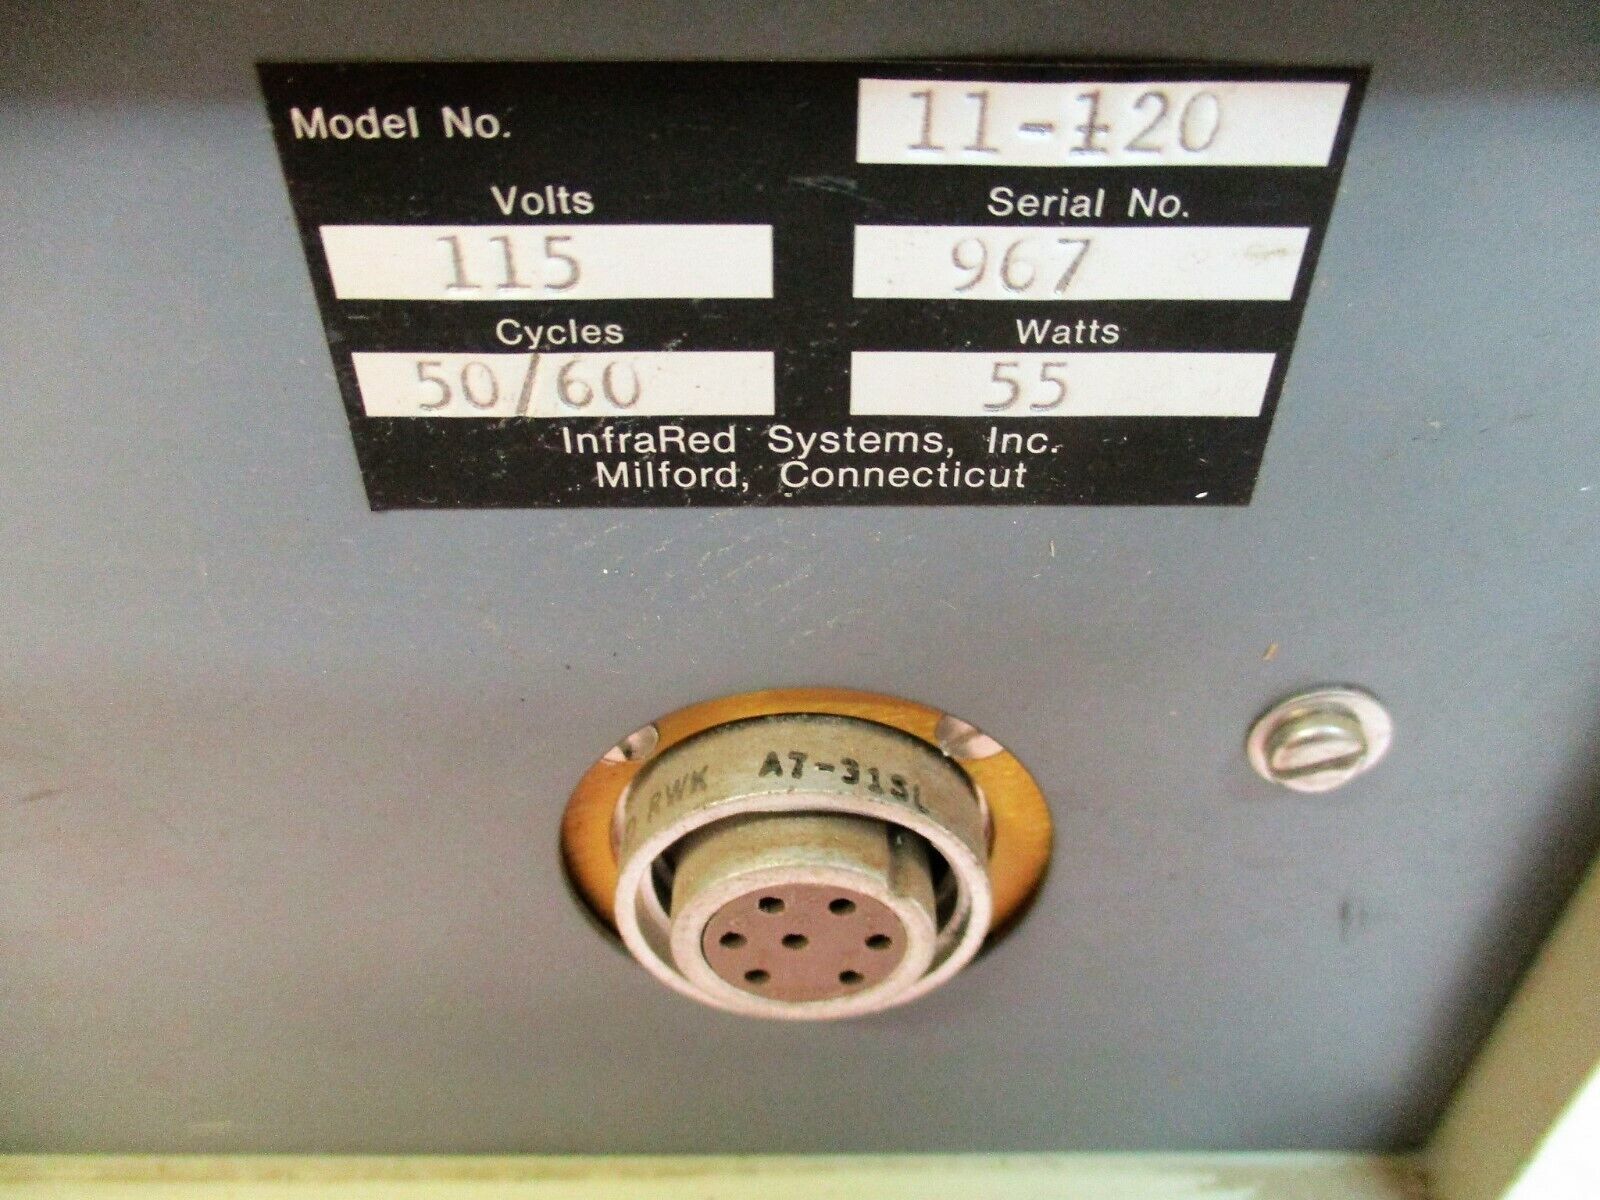 Model No. 11-120
Volts Serial No.
115 967
Cycles Watts
50/60 55
InfraRed Systems, Inc.
Milford, Connecticut
RWK A7-31SL